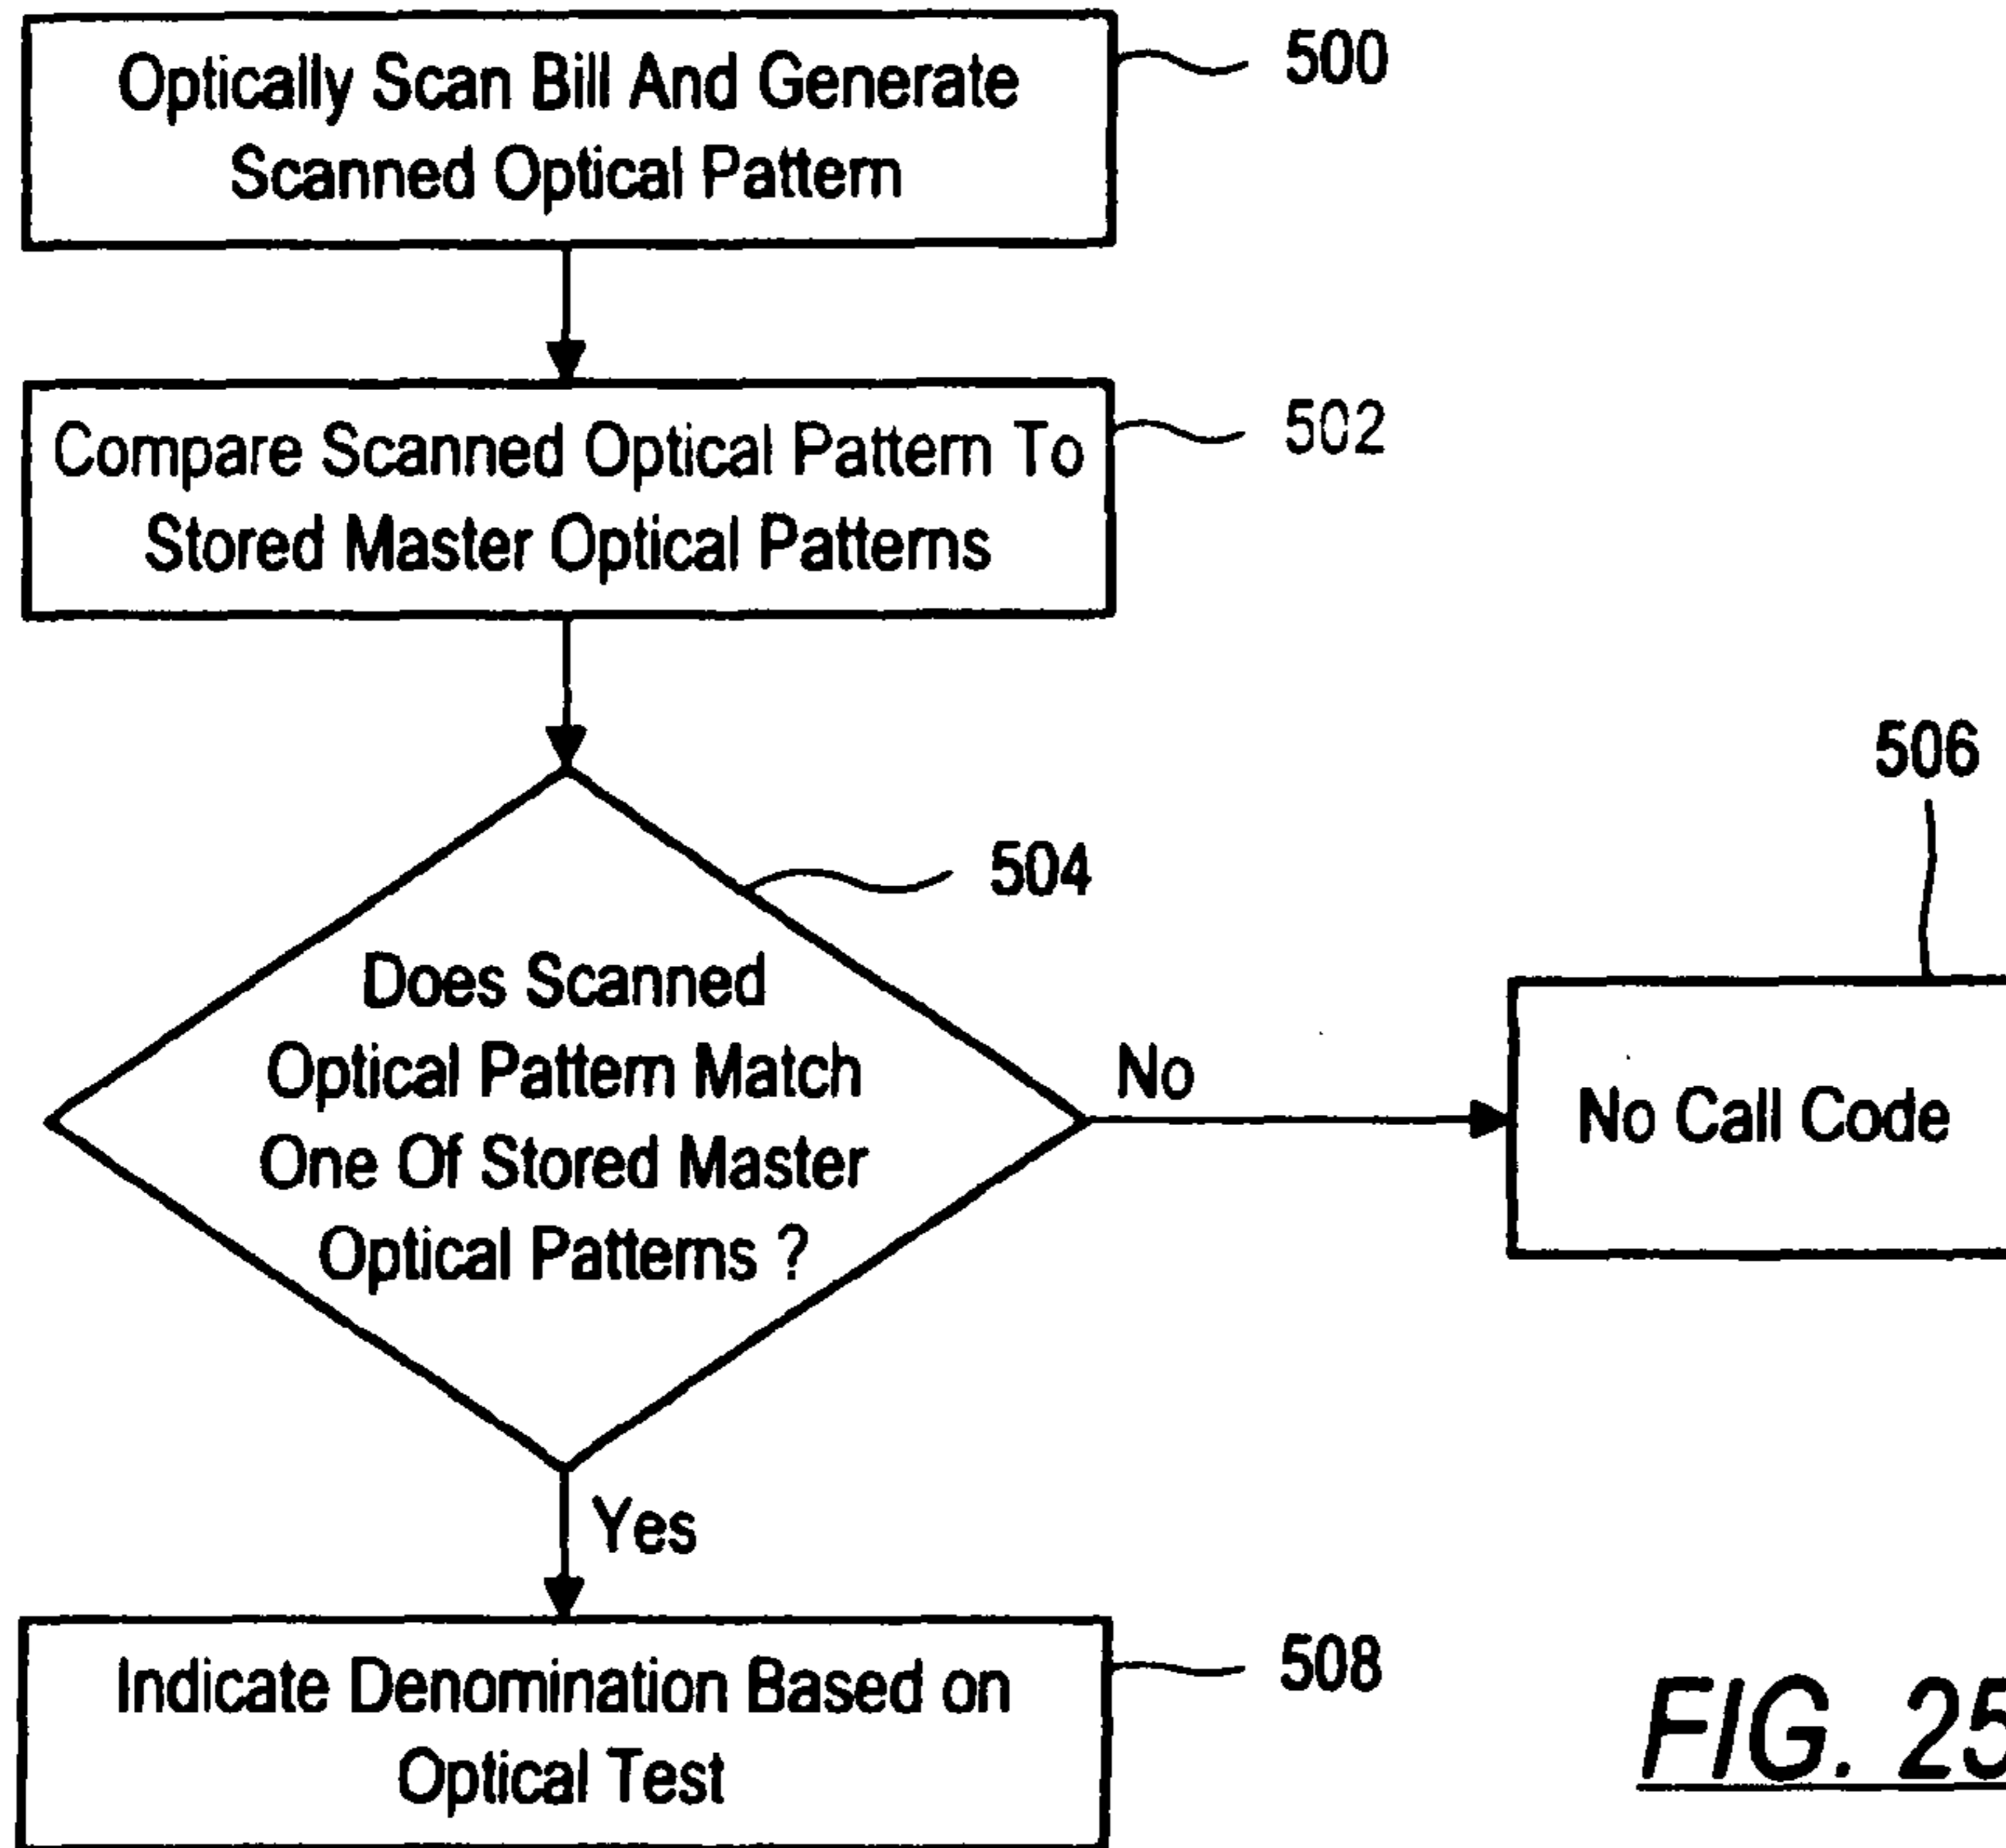 Optically Scan Bill And Generate
Scanned Optical Pattern
500
Compare Scanned Optical Pattern To
Stored Master Optical Patterns
502
504
Does Scanned
Optical Pattern Match
One Of Stored Master
Optical Patterns ?
No
506
No Call Code
Yes
Indicate Denomination Based on
Optical Test
508
FIG. 25